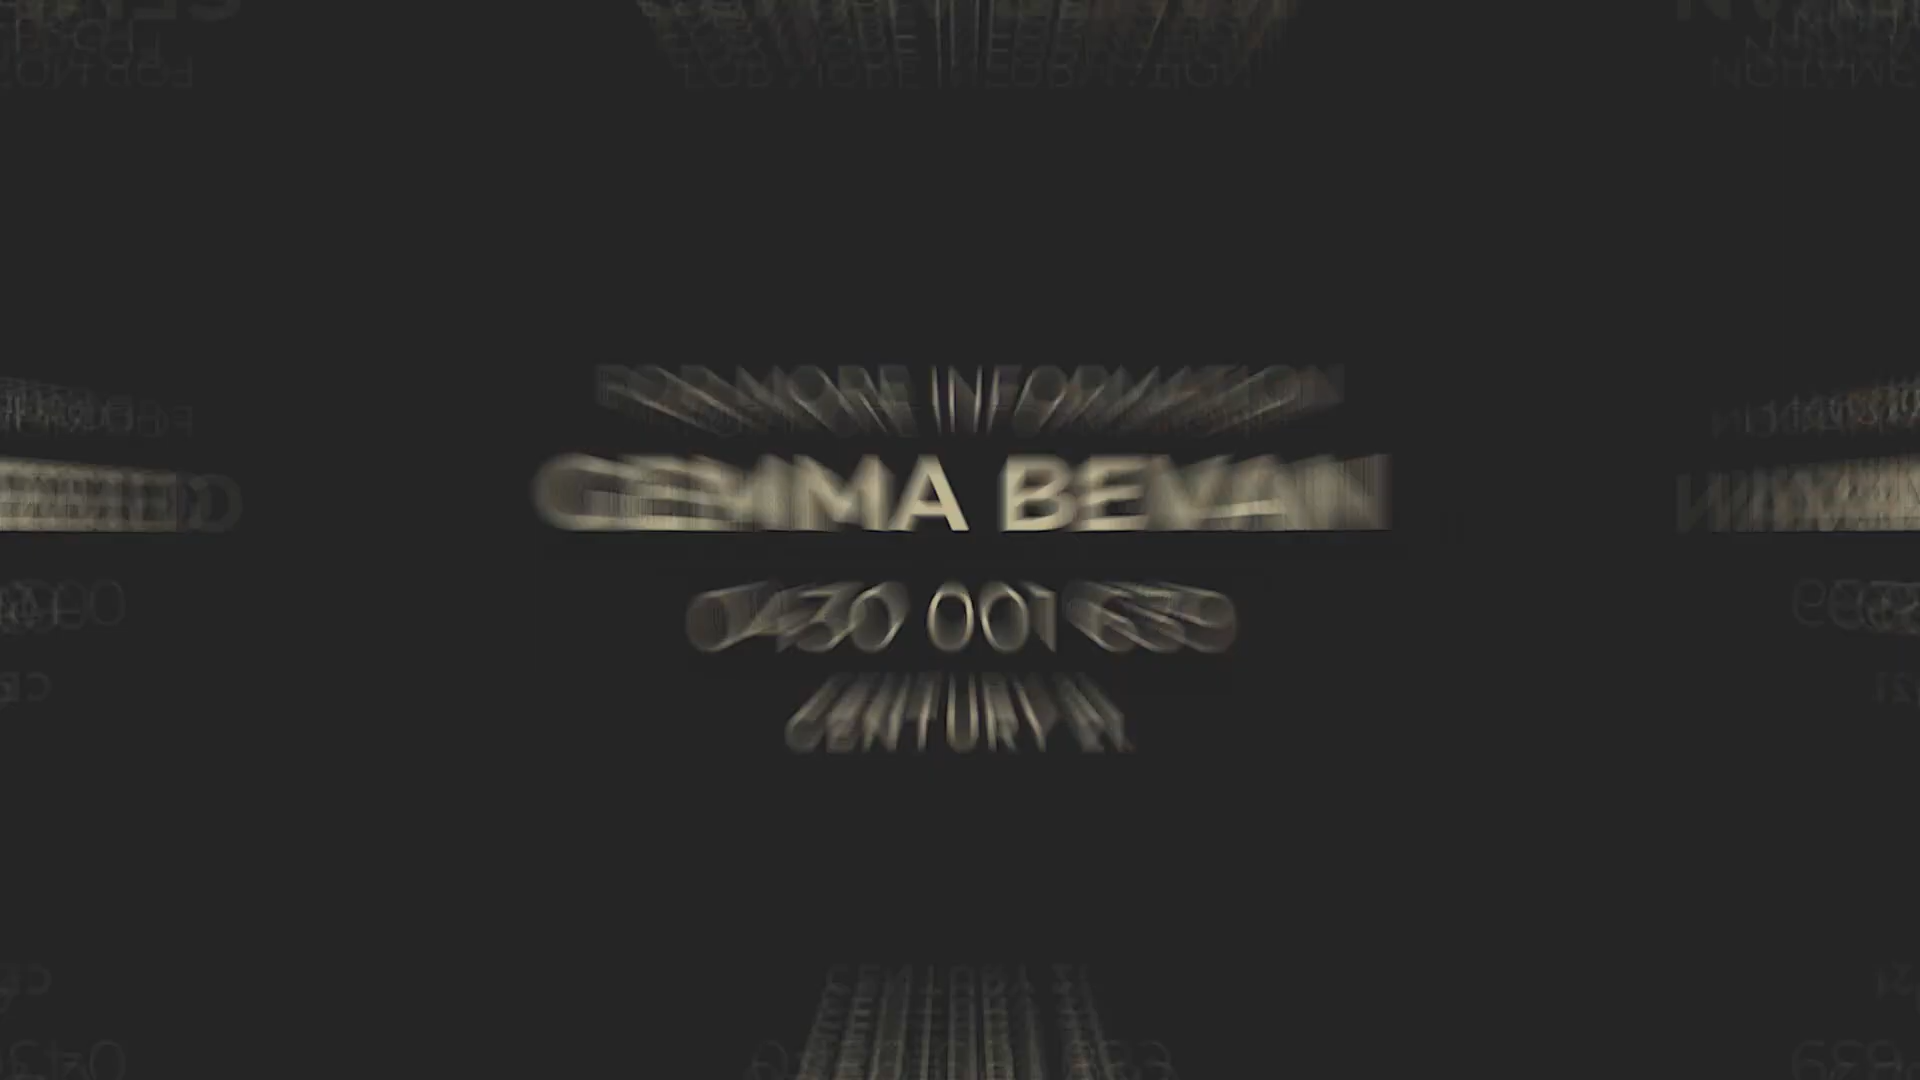 FOR MORE INFORMATION
GEMMA BEVAN
0430 001 639
CENTURY 21